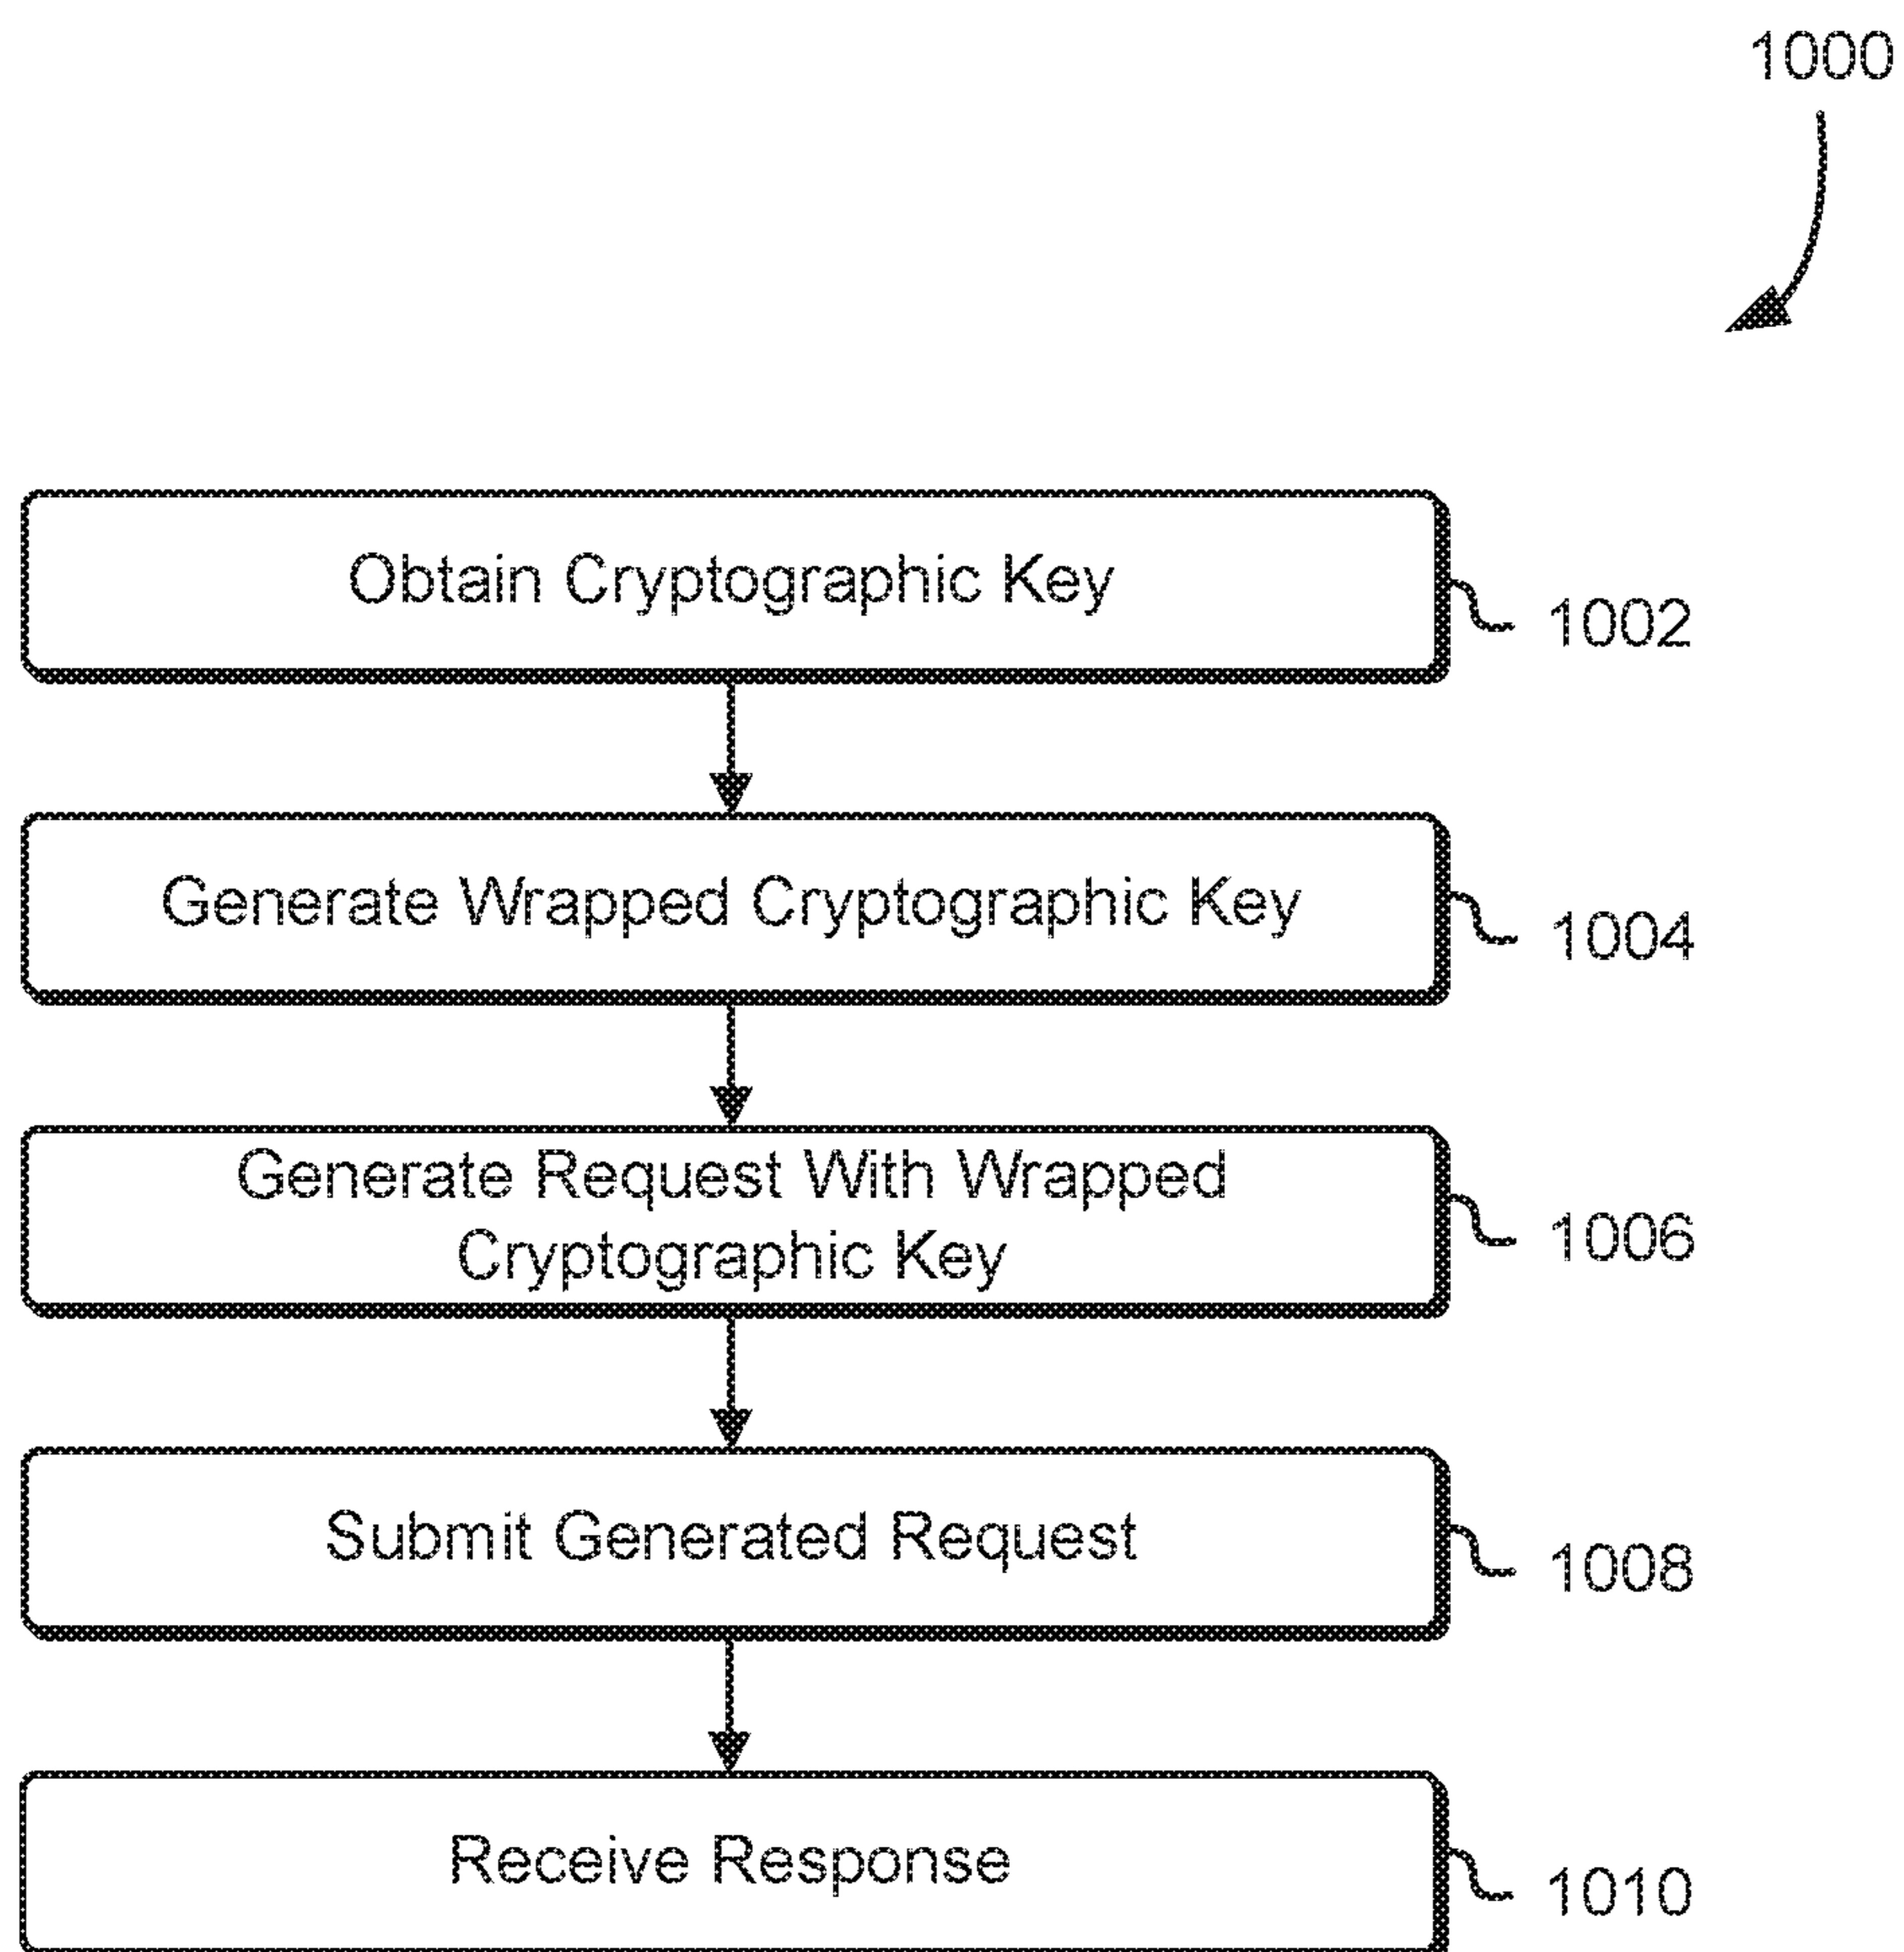 1000
Obtain Cryptographic Key
1002
Generate Wrapped Cryptographic Key
1004
Generate Request With Wrapped
Cryptographic Key
1006
Submit Generated Request
1008
Receive Response
1010